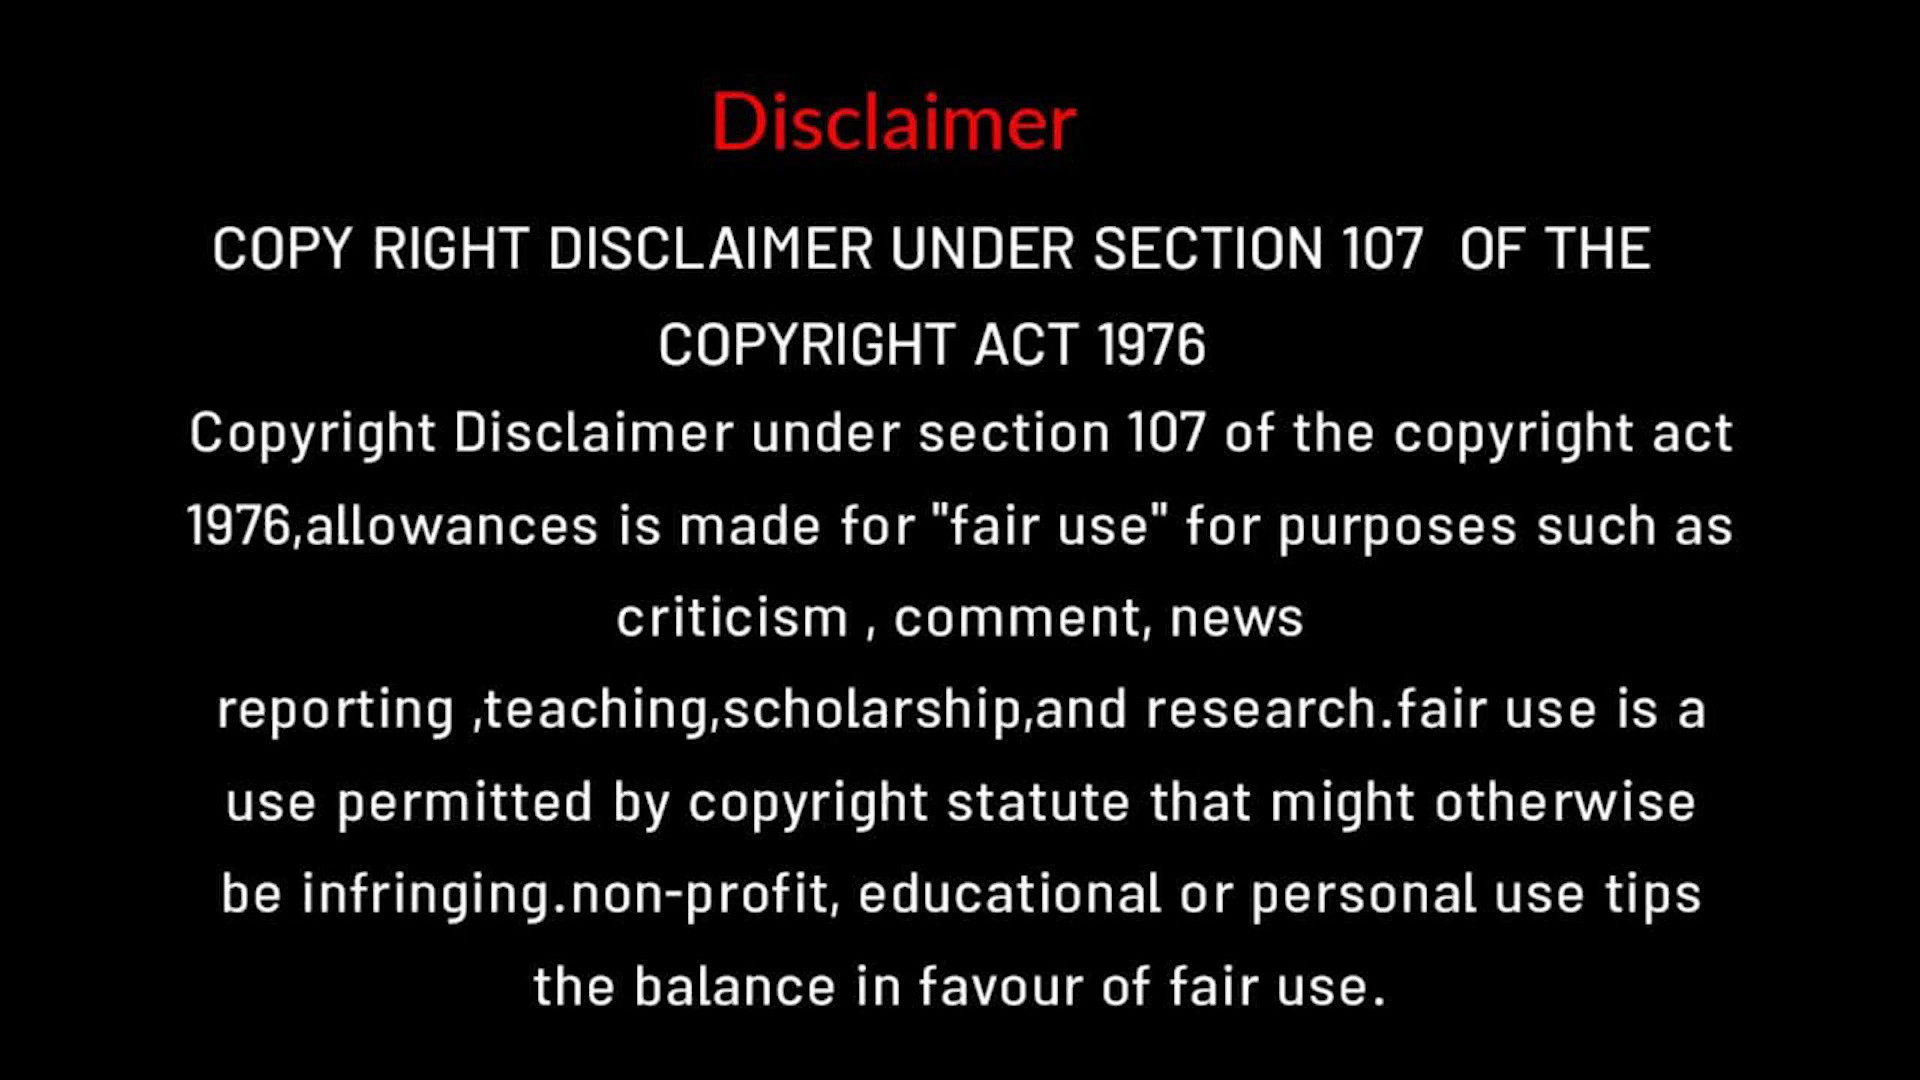 Disclaimer
COPY RIGHT DISCLAIMER UNDER SECTION 107 OF THE
COPYRIGHT ACT 1976
Copyright Disclaimer under section 107 of the copyright act
1976,allowances is made for "fair use" for purposes such as
criticism , comment, news
reporting ,teaching,scholarship,and research.fair use is a
use permitted by copyright statute that might otherwise
be infringing.non-profit, educational or personal use tips
the balance in favour of fair use.